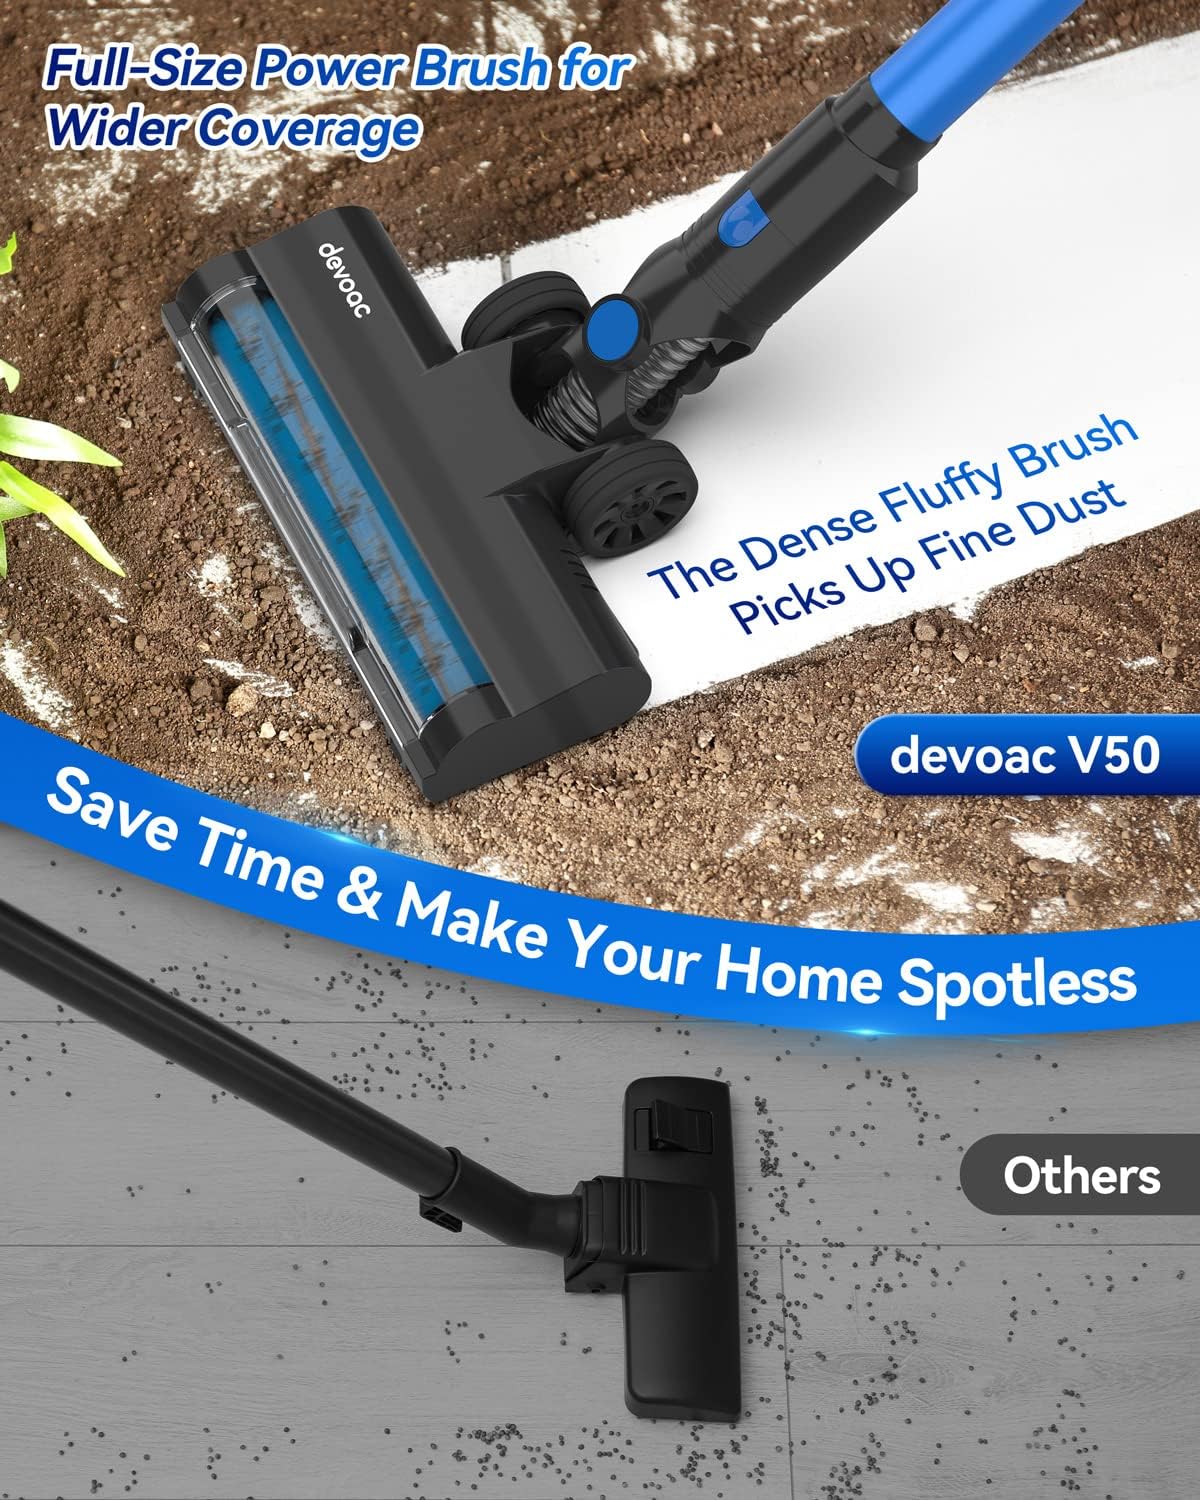 Full-Size Power Brush for
Wider Coverage
devoac
The Dense Fluffy Brush
Picks Up Fine Dust
devoac V50
Save Time & Make Your Home Spotless
Others